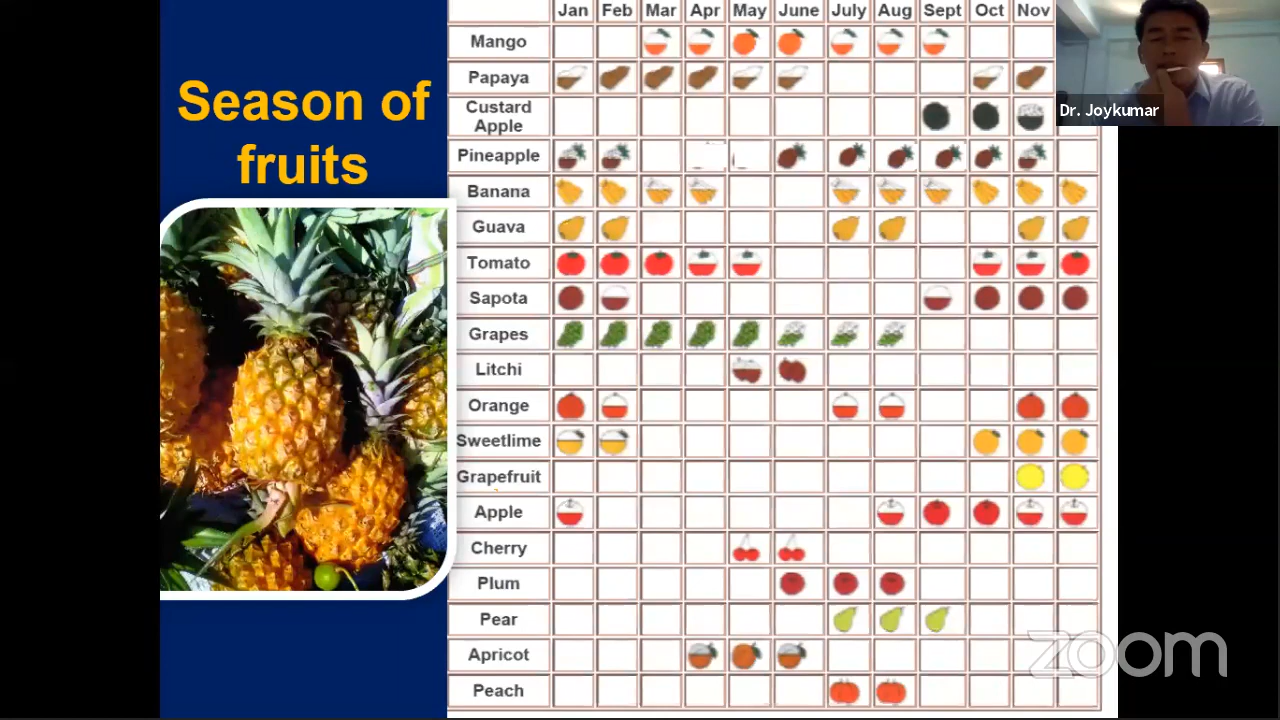 Season of
fruits
Jan Feb Mar Apr May June July Aug Sept Oct Nov
Mango
Papaya
Custard
Apple
Pineapple
Banana
Guava
Tomato
Sapota
Grapes
Litchi
Orange
Sweetlime
Grapefruit
Apple
Cherry
Plum
Pear
Apricot
Peach
Dr. Joykumar
zoom